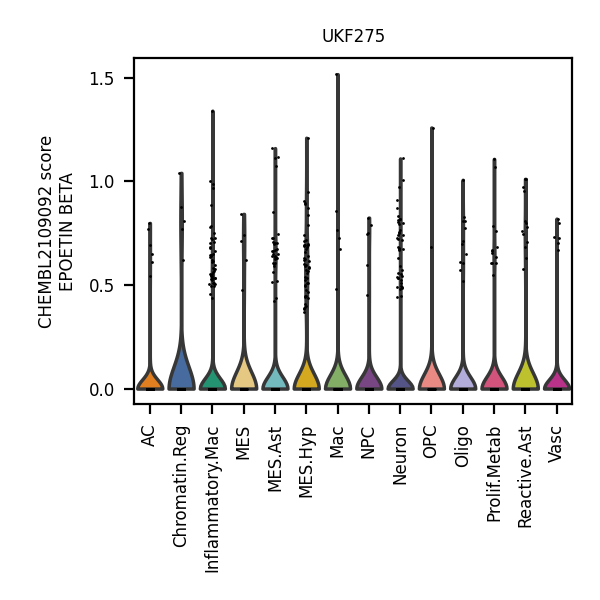 UKF275
CHEMBL2109092 score
EPOETIN BETA
1.5
1.0
0.5
0.0
AC
Chromatin.Reg
Inflammatory.Mac
MES
MES.Ast
MES.Hyp
Mac
NPC
Neuron
OPC
Oligo
Prolif.Metab
Reactive.Ast
Vasc